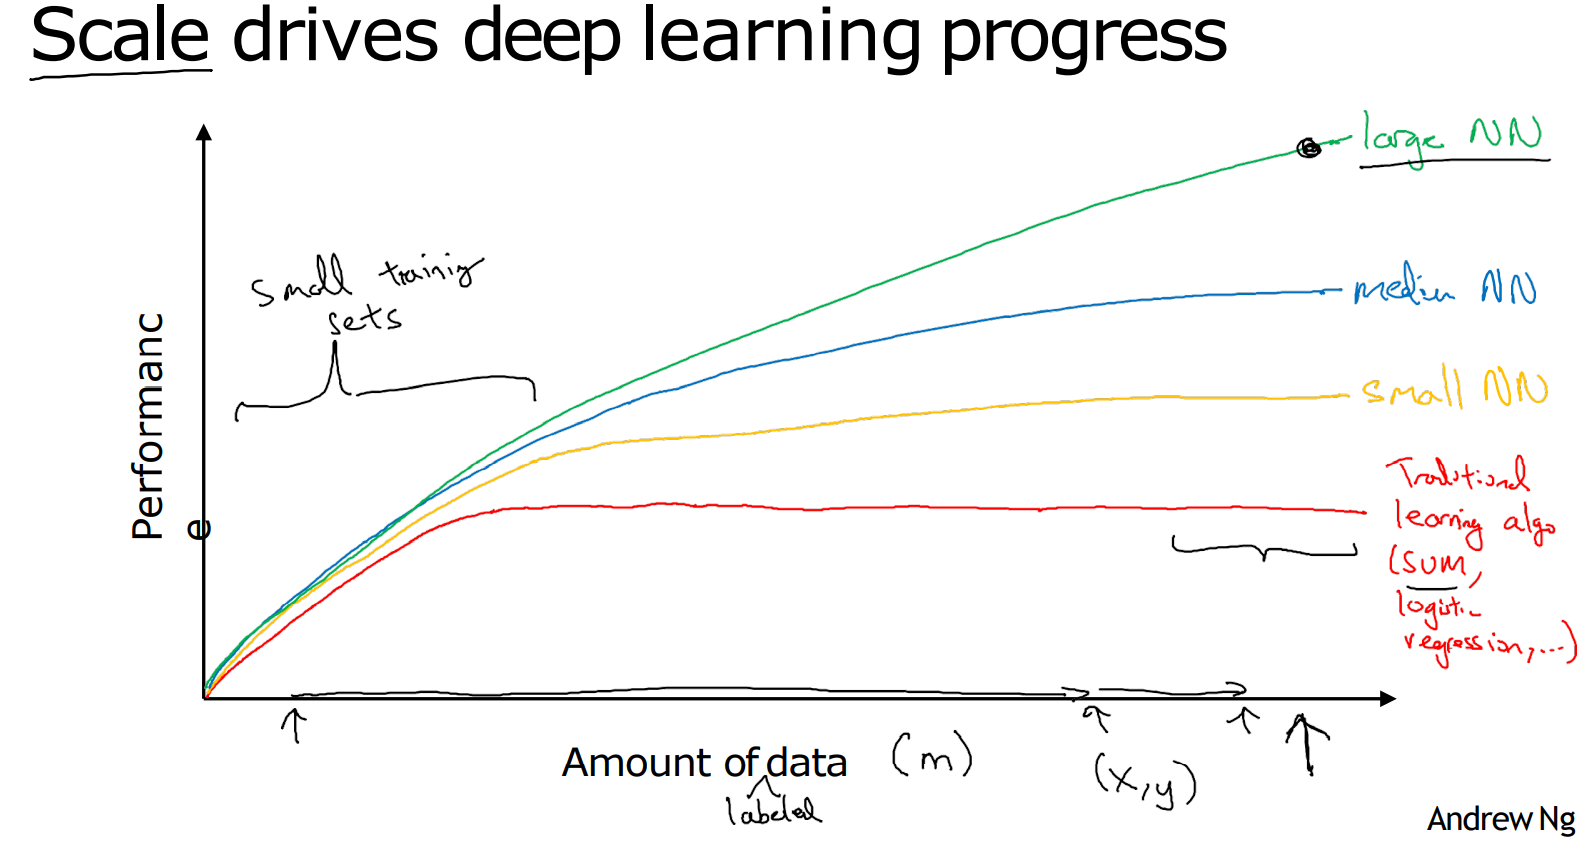 Scale drives deep learning progress
large NN
small training
sets
medium NN
small NN
Traditional
learning algo
(SVM,
logistic
regression,...)
Performanc
e
Amount of data (m)
labeled
(x,y)
Andrew Ng